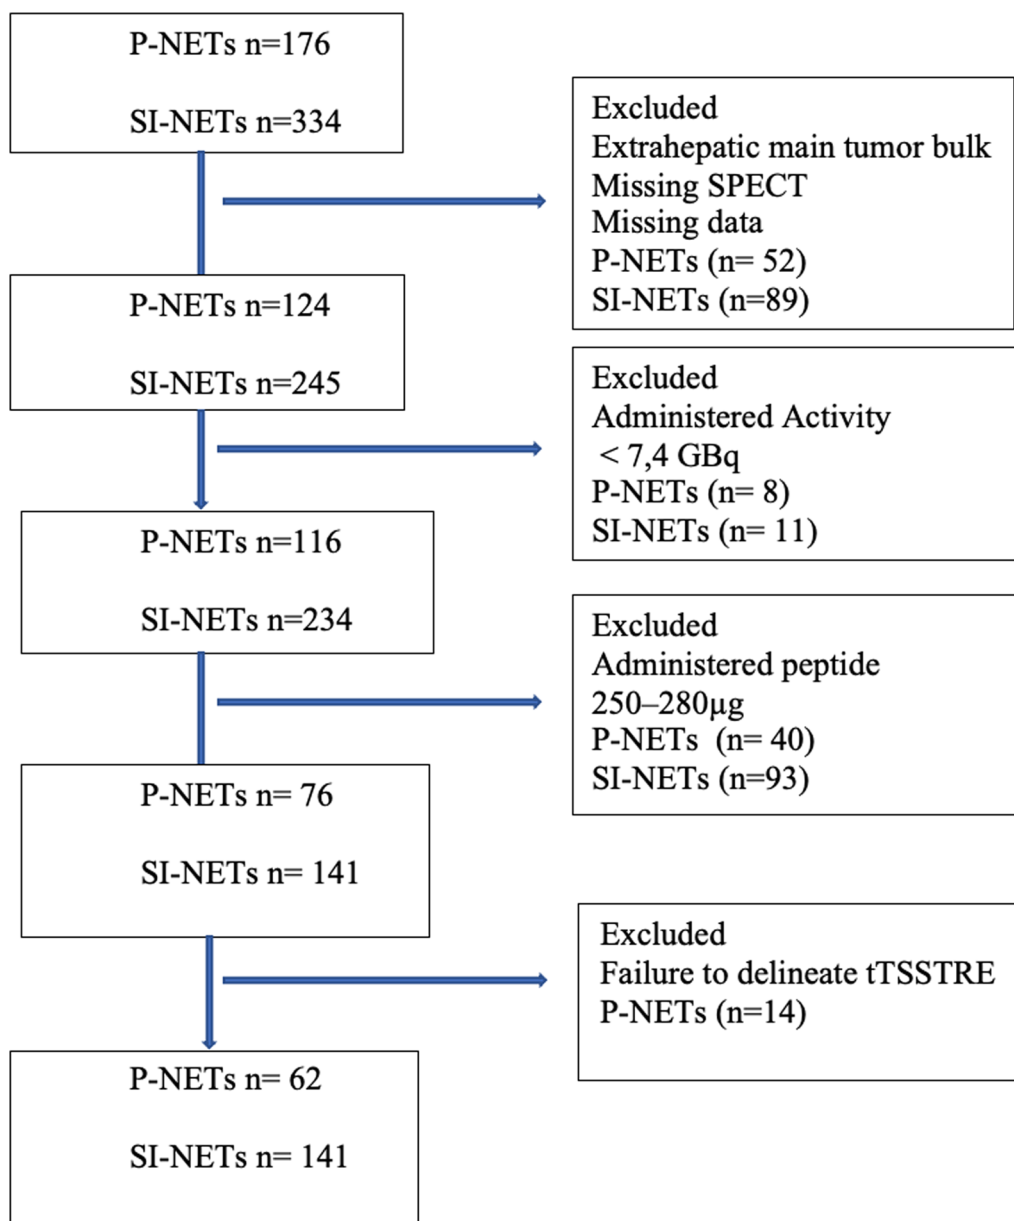 P-NETs n=176
SI-NETs n=334
Excluded
Extrahepatic main tumor bulk
Missing SPECT
Missing data
P-NETs (n= 52)
SI-NETs (n=89)
P-NETs n=124
SI-NETs n=245
Excluded
Administered Activity
< 7,4 GBq
P-NETs (n= 8)
SI-NETs (n= 11)
P-NETs n=116
SI-NETs n=234
Excluded
Administered peptide
250–280µg
P-NETs (n= 40)
SI-NETs (n=93)
P-NETs n= 76
SI-NETs n= 141
Excluded
Failure to delineate tTSSTRE
P-NETs (n=14)
P-NETs n= 62
SI-NETs n= 141